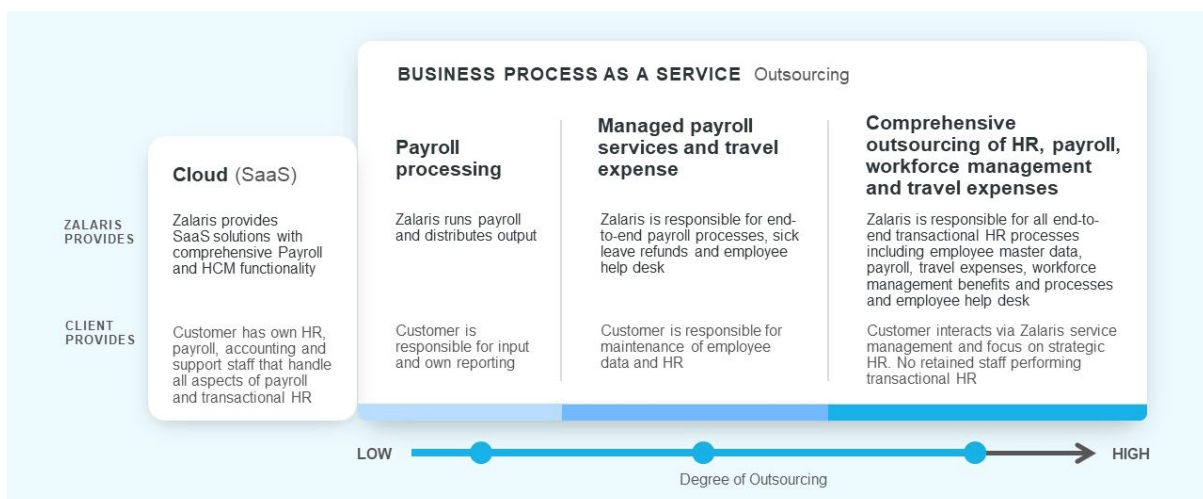 BUSINESS PROCESS AS A SERVICE Outsourcing
Cloud (SaaS)
Payroll
processing
Managed payroll
services and travel
expense
Comprehensive
outsourcing of HR, payroll,
workforce management
and travel expenses
ZALARIS
PROVIDES
Zalaris provides
SaaS solutions with
comprehensive Payroll
and HCM functionality
Zalaris runs payroll
and distributes output
Zalaris is responsible for end-
to-end payroll processes, sick
leave refunds and employee
help desk
Zalaris is responsible for all end-to-
end transactional HR processes
including employee master data,
payroll, travel expenses, workforce
management benefits and processes
and employee help desk
CLIENT
PROVIDES
Customer has own HR,
payroll, accounting and
support staff that handle
all aspects of payroll
and transactional HR
Customer is
responsible for input
and own reporting
Customer is responsible for
maintenance of employee
data and HR
Customer interacts via Zalaris service
management and focus on strategic
HR. No retained staff performing
transactional HR
LOW
HIGH
Degree of Outsourcing